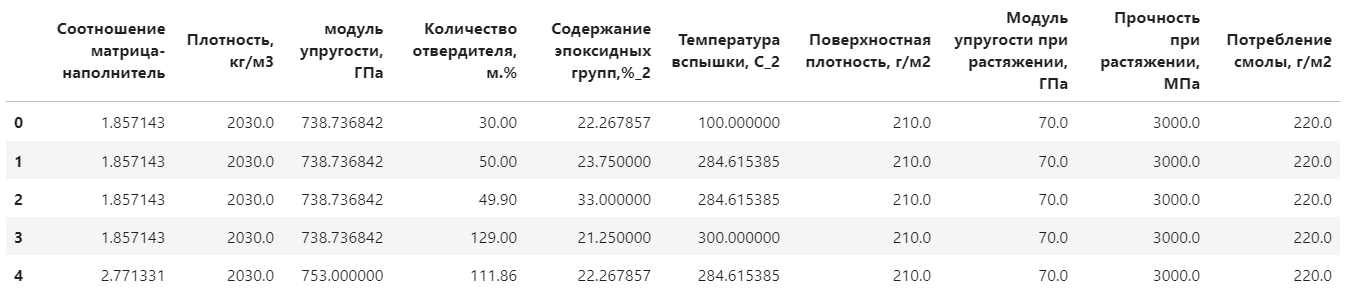 Соотношение матрица-наполнитель Плотность, кг/м3 модуль упругости, ГПа Количество отвердителя, м.% Содержание эпоксидных групп,%_2 Температура вспышки, С_2 Поверхностная плотность, г/м2 Модуль упругости при растяжении, ГПа Прочность при растяжении, МПа Потребление смолы, г/м2
0 1.857143 2030.0 738.736842 30.00 22.267857 100.000000 210.0 70.0 3000.0 220.0
1 1.857143 2030.0 738.736842 50.00 23.750000 284.615385 210.0 70.0 3000.0 220.0
2 1.857143 2030.0 738.736842 49.90 33.000000 284.615385 210.0 70.0 3000.0 220.0
3 1.857143 2030.0 738.736842 129.00 21.250000 300.000000 210.0 70.0 3000.0 220.0
4 2.771331 2030.0 753.000000 111.86 22.267857 284.615385 210.0 70.0 3000.0 220.0